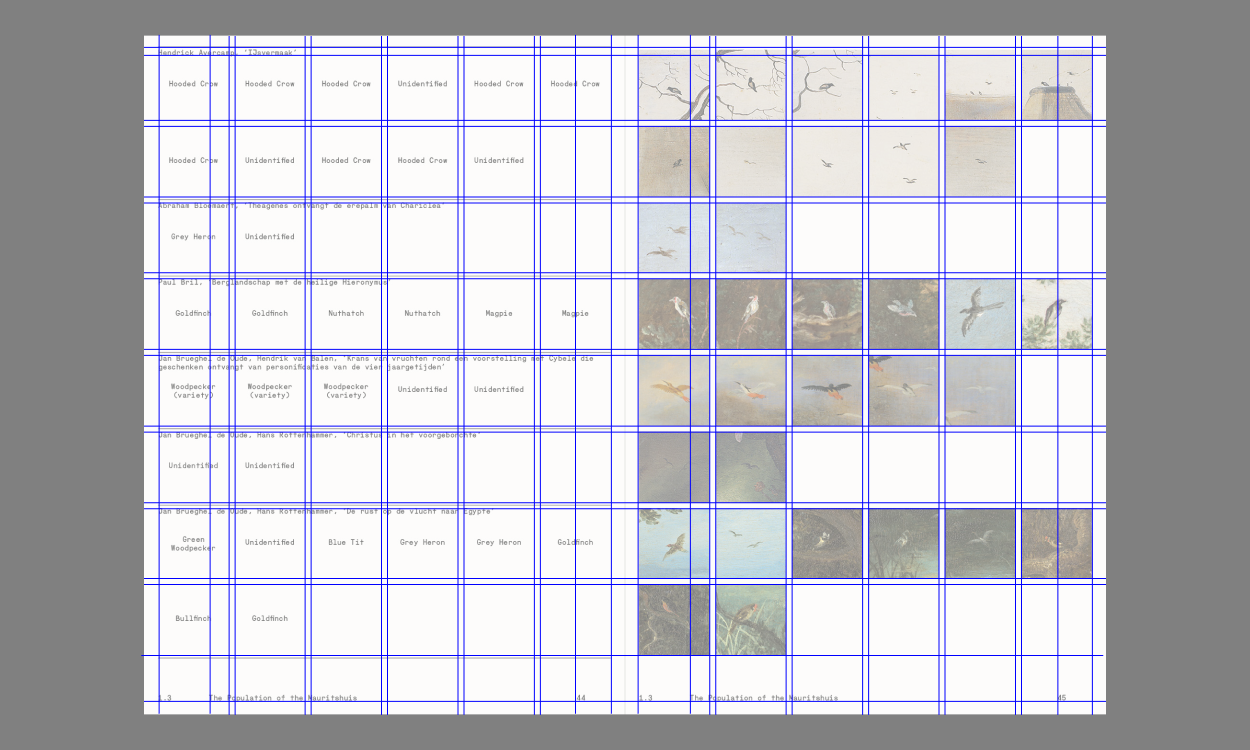 Hendrick Avercamp, 'IJsvermaak'
Hooded Crow Hooded Crow Hooded Crow Unidentified Hooded Crow Hooded Crow
Hooded Crow Unidentified Hooded Crow Hooded Crow Unidentified
Abraham Bloemaert, 'Theagenes ontvangt de erepalm van Chariclea'
Grey Heron Unidentified
Paul Bril, 'Berglandschap met de heilige Hieronymus'
Goldfinch Goldfinch Nuthatch Nuthatch Magpie Magpie
Jan Brueghel de Oude, Hendrik van Balen, 'Krans van vruchten rond een voorstelling met Cybele die
geschenken ontvangt van personificaties van de vier jaargetijden'
Woodpecker (variety) Woodpecker (variety) Woodpecker (variety) Unidentified Unidentified
Jan Brueghel de Oude, Hans Rottenhammer, 'Christus in het voorgeborchte'
Unidentified Unidentified
Jan Brueghel de Oude, Hans Rottenhammer, 'De rust op de vlucht naar Egypte'
Green Woodpecker Unidentified Blue Tit Grey Heron Grey Heron Goldfinch
Bullfinch Goldfinch
1.3 The Population of the Mauritshuis 44
1.3 The Population of the Mauritshuis 45